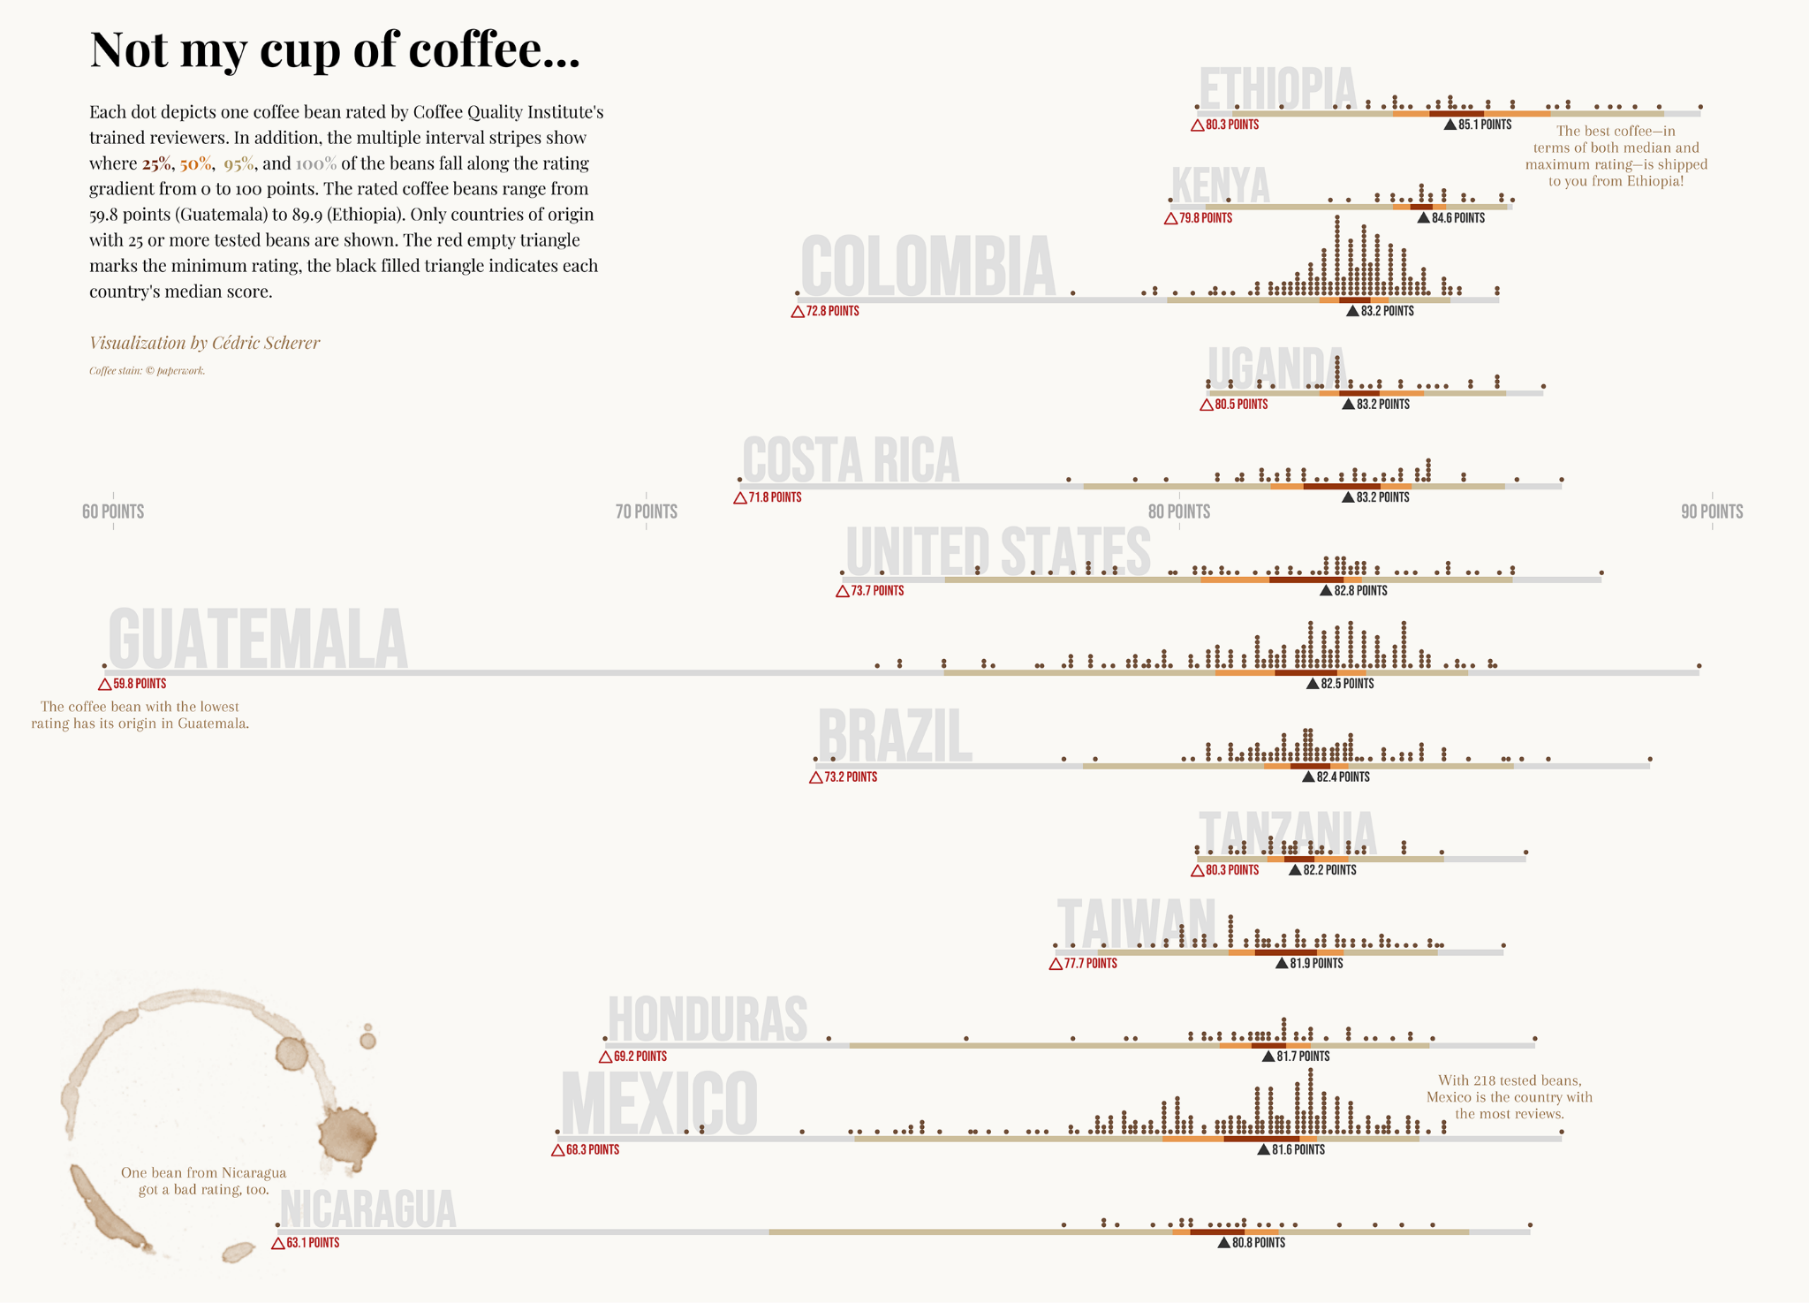 Not my cup of coffee...
Each dot depicts one coffee bean rated by Coffee Quality Institute's
trained reviewers. In addition, the multiple interval stripes show
where 25%, 50%, 95%, and 100% of the beans fall along the rating
gradient from 0 to 100 points. The rated coffee beans range from
59.8 points (Guatemala) to 89.9 (Ethiopia). Only countries of origin
with 25 or more tested beans are shown. The red empty triangle
marks the minimum rating, the black filled triangle indicates each
country's median score.
Visualization by Cédric Scherer
Coffee stain: © paperwork.
ETHIOPIA
80.3 POINTS
85.1 POINTS
The best coffee—in
terms of both median and
maximum rating—is shipped
to you from Ethiopia!
KENYA
79.8 POINTS
84.6 POINTS
COLOMBIA
72.8 POINTS
83.2 POINTS
UGANDA
80.5 POINTS
83.2 POINTS
COSTA RICA
71.8 POINTS
83.2 POINTS
60 POINTS
70 POINTS
80 POINTS
90 POINTS
UNITED STATES
73.7 POINTS
82.8 POINTS
GUATEMALA
59.8 POINTS
82.5 POINTS
The coffee bean with the lowest
rating has its origin in Guatemala.
BRAZIL
73.2 POINTS
82.4 POINTS
TANZANIA
80.3 POINTS
82.2 POINTS
TAIWAN
77.7 POINTS
81.9 POINTS
HONDURAS
69.2 POINTS
81.7 POINTS
MEXICO
68.3 POINTS
81.6 POINTS
With 218 tested beans,
Mexico is the country with
the most reviews.
One bean from Nicaragua
got a bad rating, too.
NICARAGUA
63.1 POINTS
80.8 POINTS